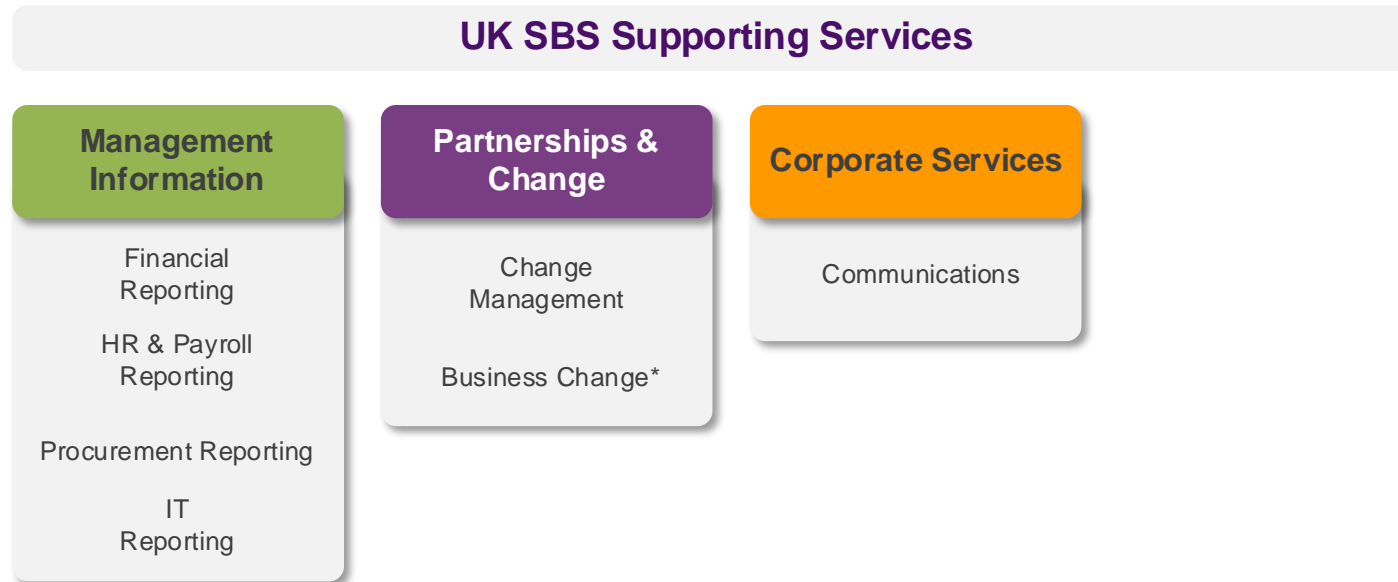 UK SBS Supporting Services
Management
Information
Financial
Reporting
HR & Payroll
Reporting
Procurement Reporting
IT
Reporting
Partnerships &
Change
Change
Management
Business Change*
Corporate Services
Communications